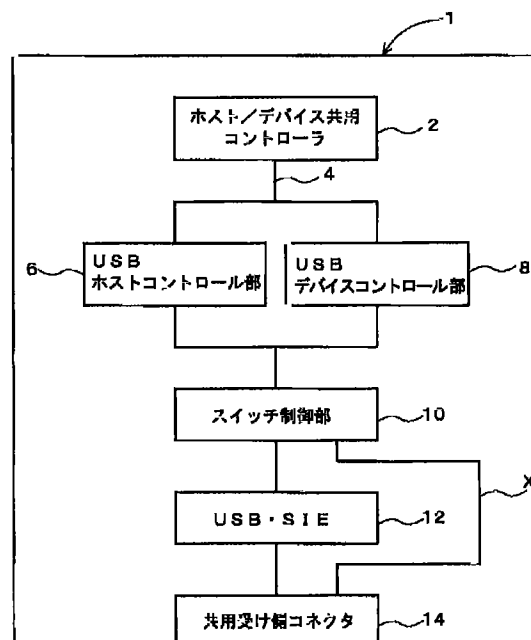 1
ホスト/デバイス共用
コントローラ
2
4
6
USB
ホストコントロール部
USB
デバイスコントロール部
8
スイッチ制御部
10
X
USB・SIE
12
共用受け側コネクタ
14